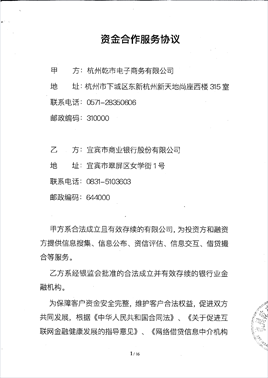 资金合作服务协议
甲 方：杭州乾市电子商务有限公司
地 址：杭州市下城区东新杭州新天地尚座西楼 315 室
联系电话：0571-28350606
邮政编码：310000
乙 方：宜宾市商业银行股份有限公司
地 址：宜宾市翠屏区女学街 1 号
联系电话：0831-5103603
邮政编码：644000
甲方系合法成立且有效存续的有限公司，为投资方和融资
方提供信息搜集、信息公布、资信评估、信息交互、借贷撮
合等服务。
乙方系经银监会批准的合法成立并有效存续的银行业金
融机构。
为保障客户资金安全完整，维护客户合法权益，促进双方
共同发展，根据《中华人民共和国合同法》、《关于促进互
联网金融健康发展的指导意见》、《网络借贷信息中介机构
1 / 16